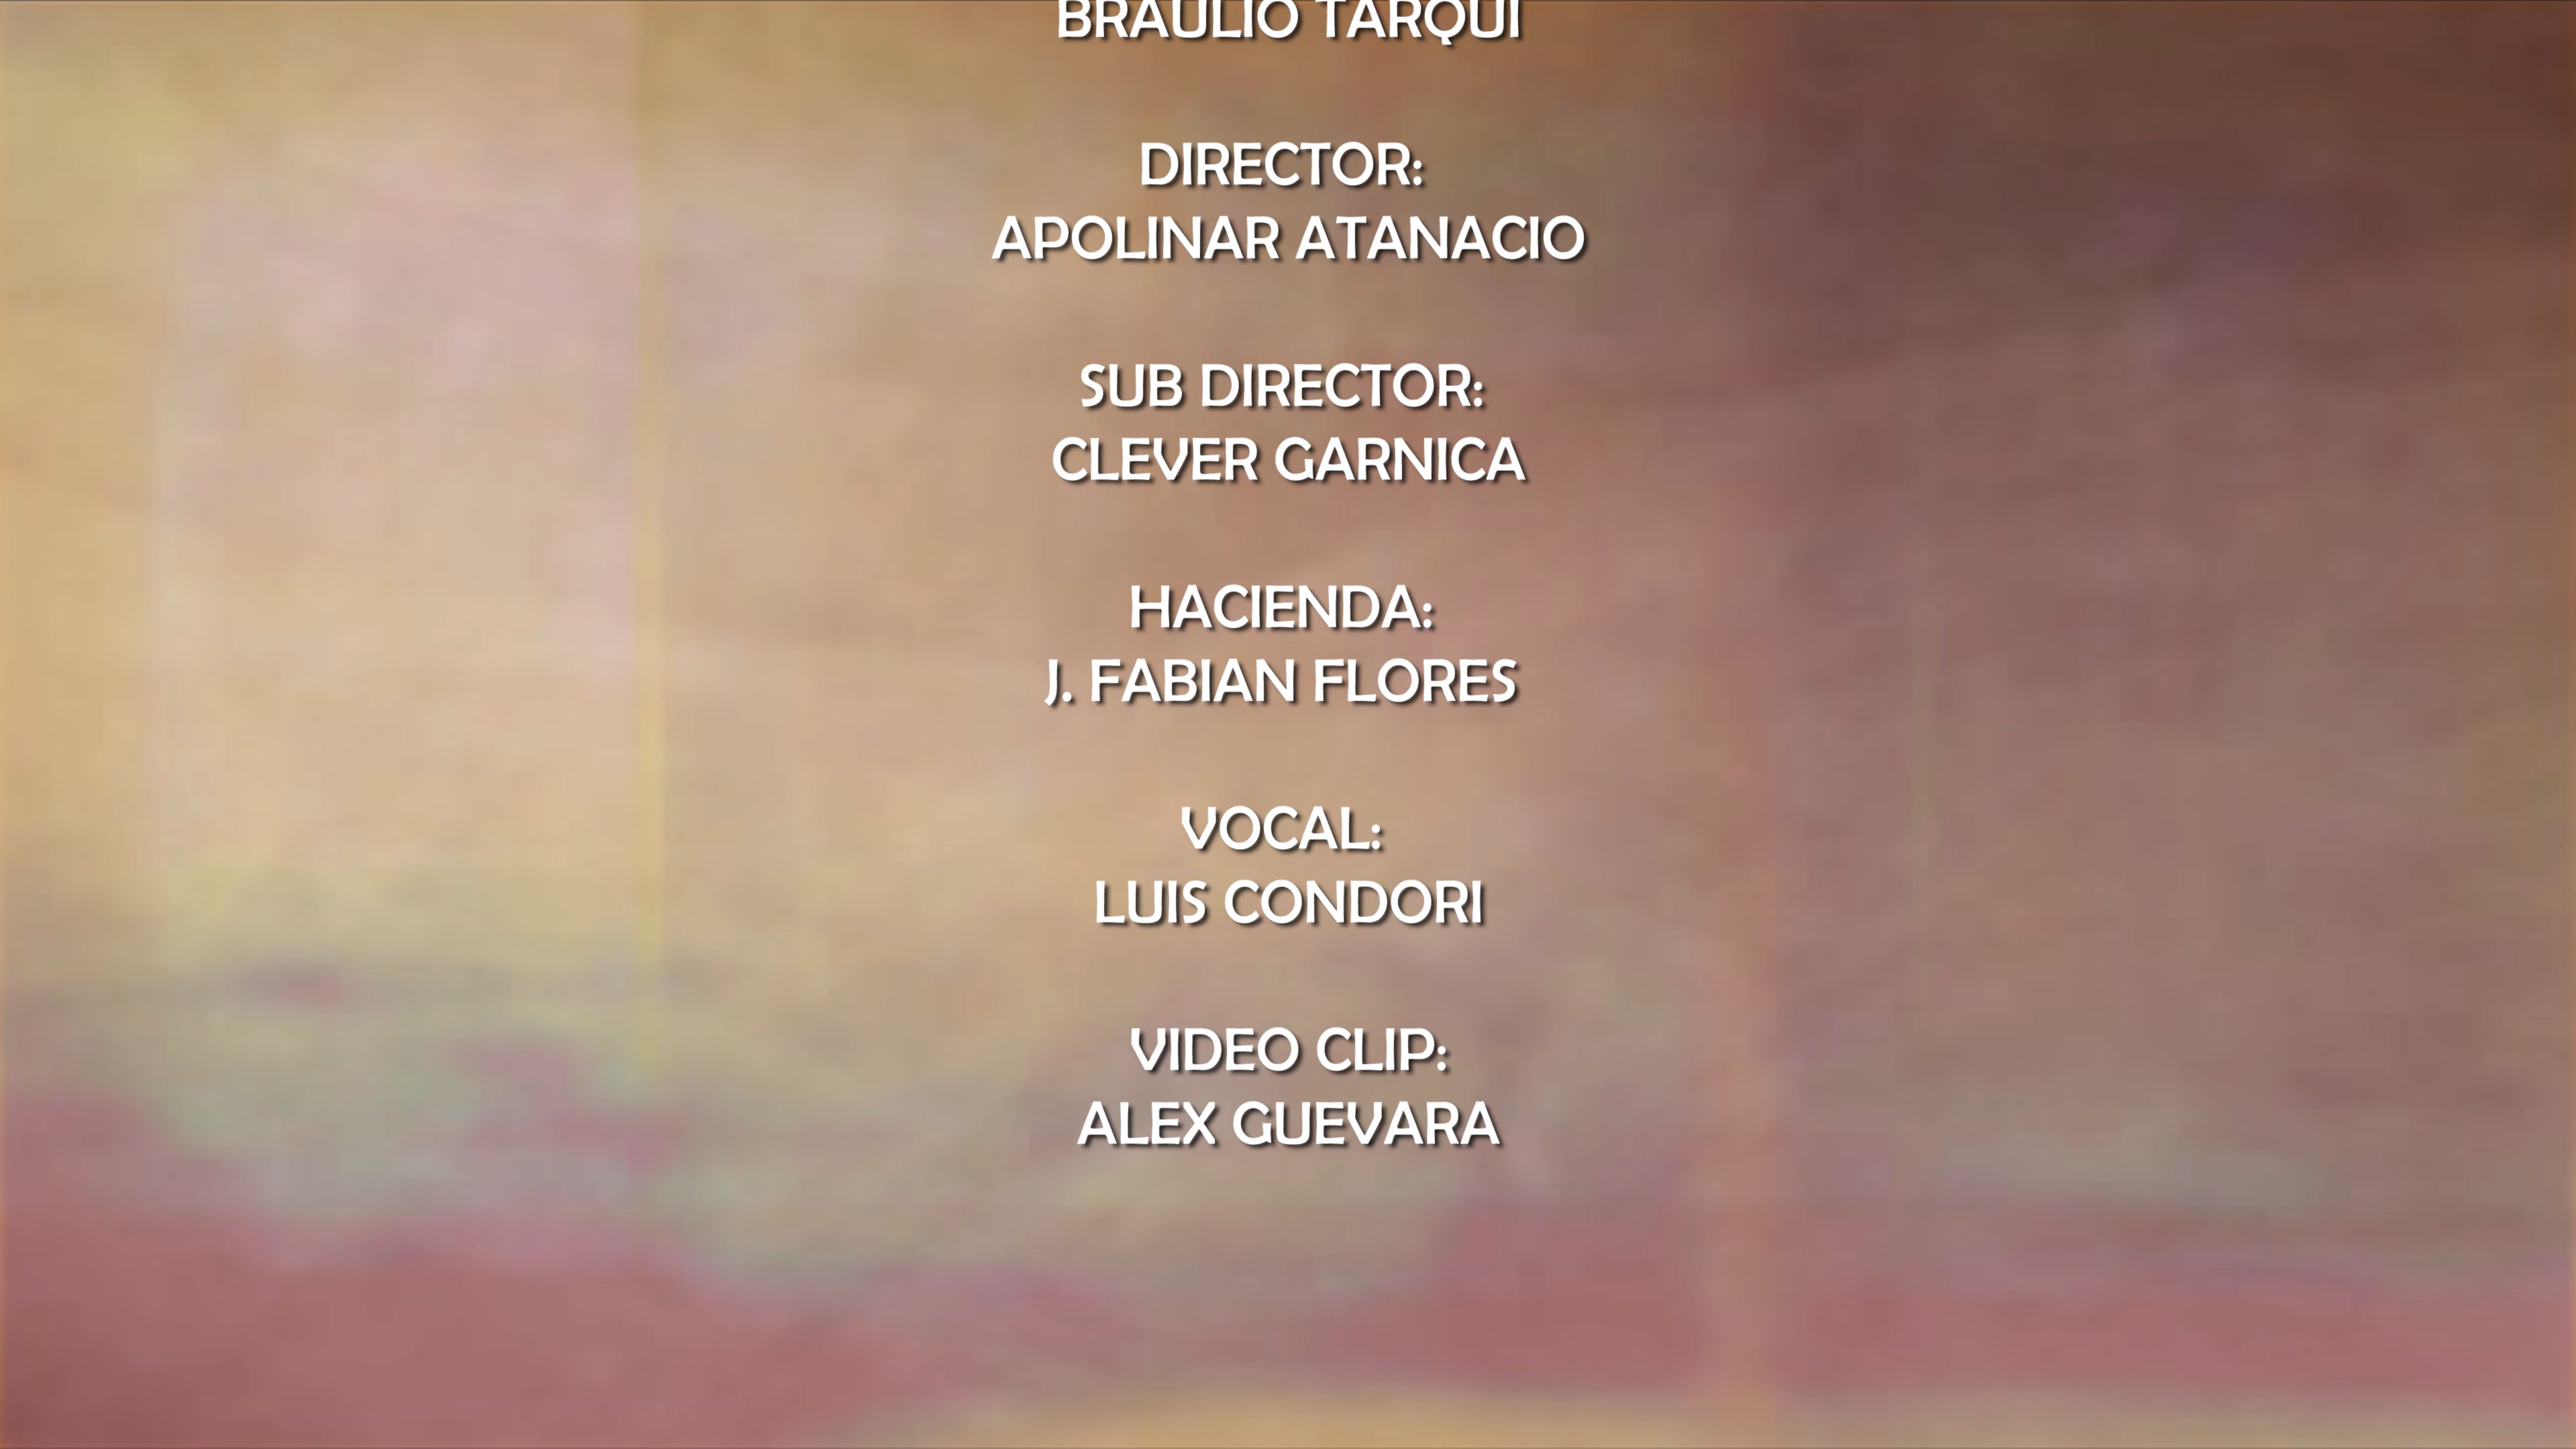 BRAULIO TARQUI
DIRECTOR:
APOLINAR ATANACIO
SUB DIRECTOR:
CLEVER GARNICA
HACIENDA:
J. FABIAN FLORES
VOCAL:
LUIS CONDORI
VIDEO CLIP:
ALEX GUEVARA